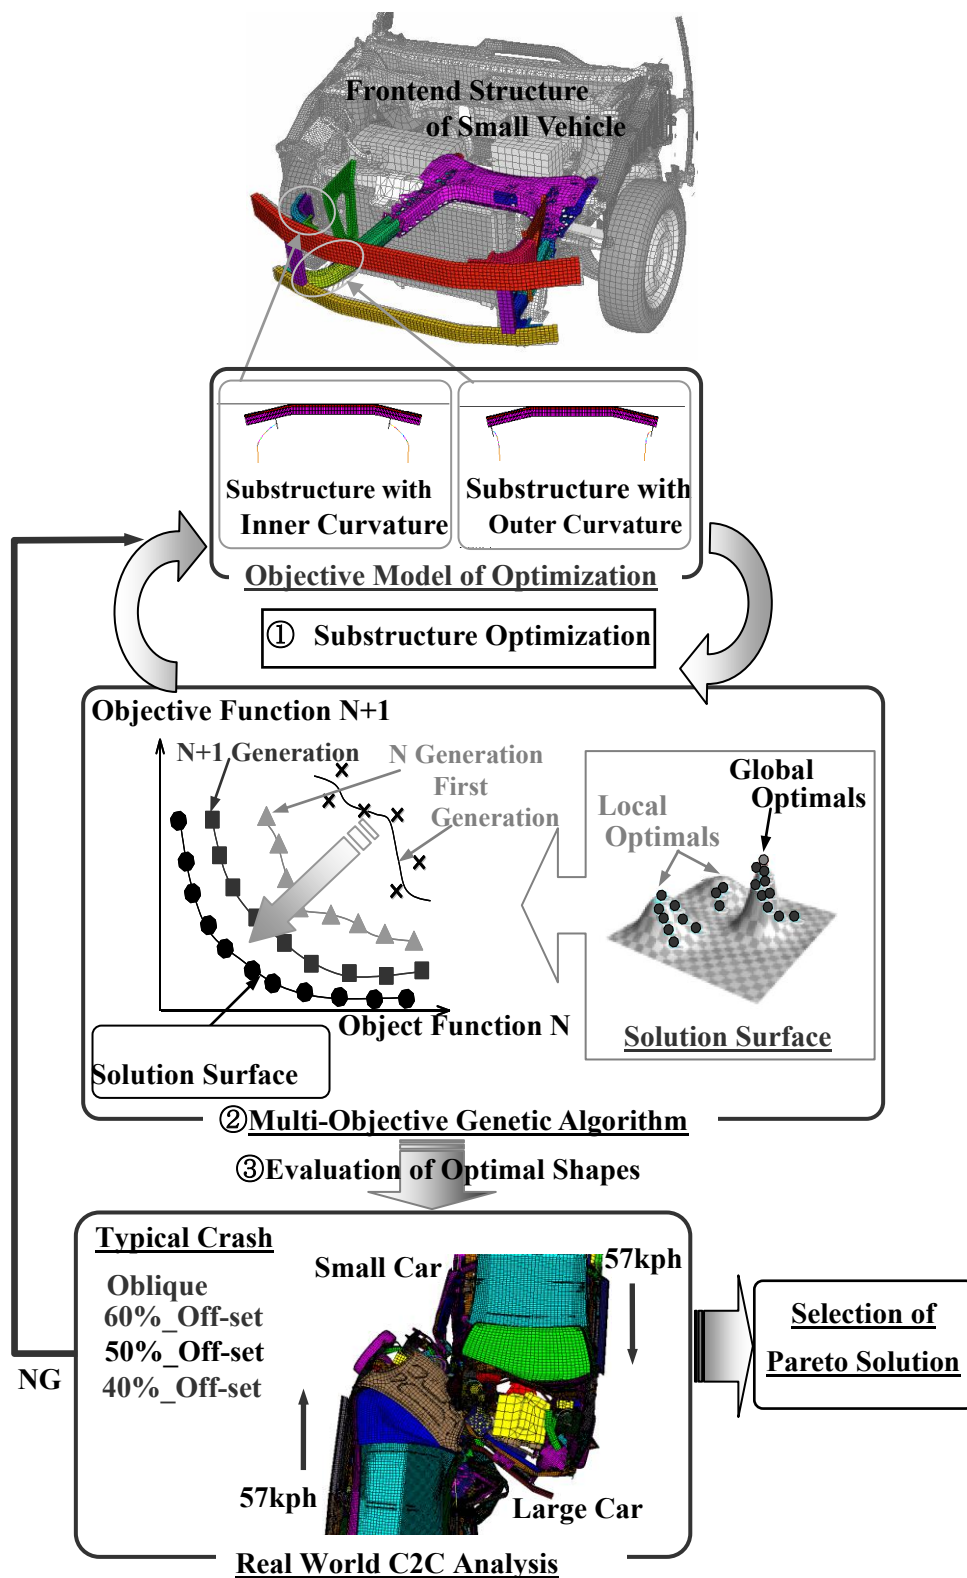 Frontend Structure
of Small Vehicle
Substructure with
Inner Curvature
Substructure with
Outer Curvature
Objective Model of Optimization
① Substructure Optimization
Objective Function N+1
N+1 Generation
N Generation
First
Generation
Global
Optimals
Local
Optimals
Object Function N
Solution Surface
Solution Surface
②Multi-Objective Genetic Algorithm
③Evaluation of Optimal Shapes
Typical Crash
Oblique
60%_Off-set
50%_Off-set
40%_Off-set
NG
Small Car
57kph
57kph
Large Car
Real World C2C Analysis
Selection of
Pareto Solution